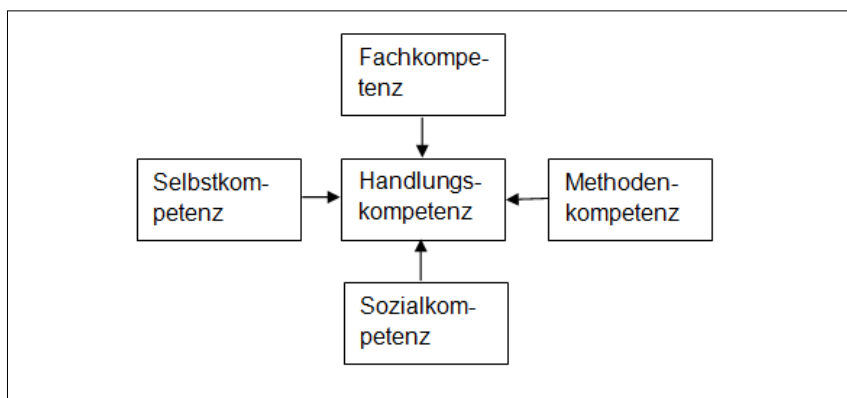 Fachkompe-
tenz
Selbstkom-
petenz
Handlungs-
kompetenz
Methoden-
kompetenz
Sozialkom-
petenz